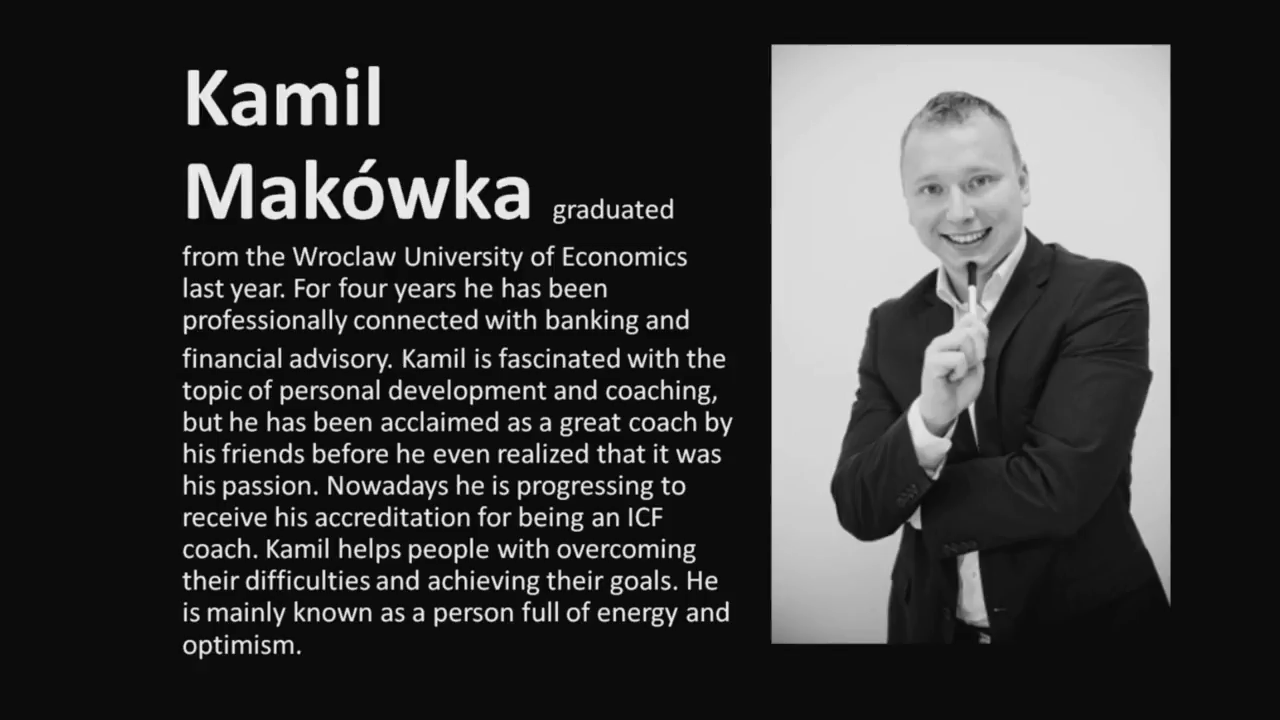 Kamil
Makówka graduated
from the Wroclaw University of Economics
last year. For four years he has been
professionally connected with banking and
financial advisory. Kamil is fascinated with the
topic of personal development and coaching,
but he has been acclaimed as a great coach by
his friends before he even realized that it was
his passion. Nowadays he is progressing to
receive his accreditation for being an ICF
coach. Kamil helps people with overcoming
their difficulties and achieving their goals. He
is mainly known as a person full of energy and
optimism.